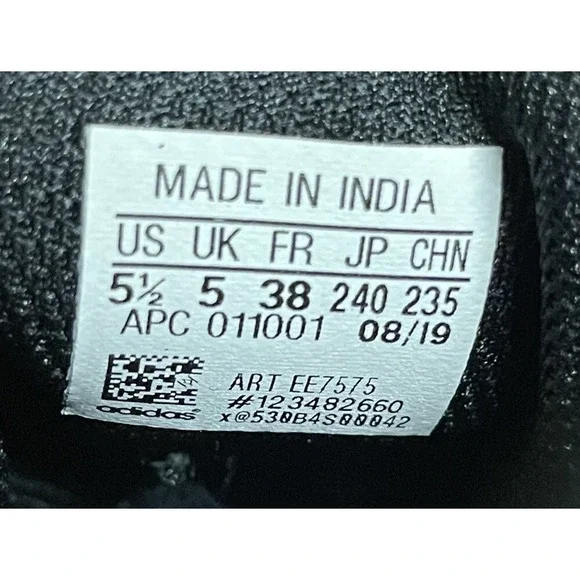 MADE IN INDIA
US UK FR JP CHN
5½ 5 38 240 235
APC 011001 08/19
ART EE7575
#123482660
adidas x@530B4S00042